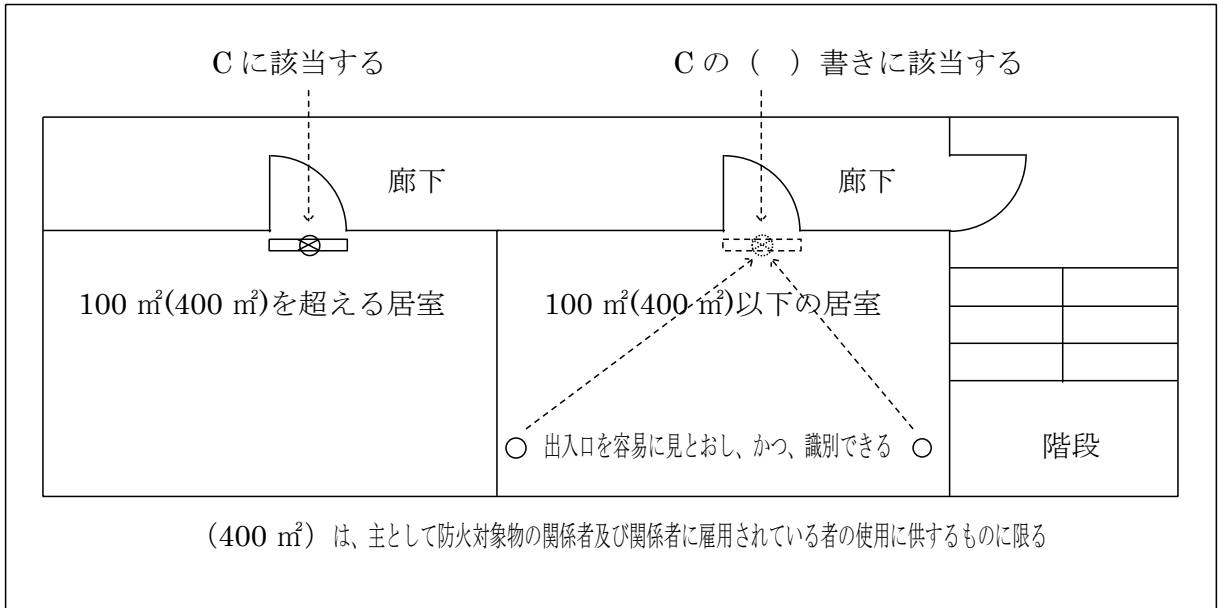 Cに該当する
Cの（　）書きに該当する
廊下
廊下
100 ㎡(400 ㎡)を超える居室
100 ㎡(400 ㎡)以下の居室
出入口を容易に見とおし、かつ、識別できる
階段
（400 ㎡）は、主として防火対象物の関係者及び関係者に雇用されている者の使用に供するものに限る